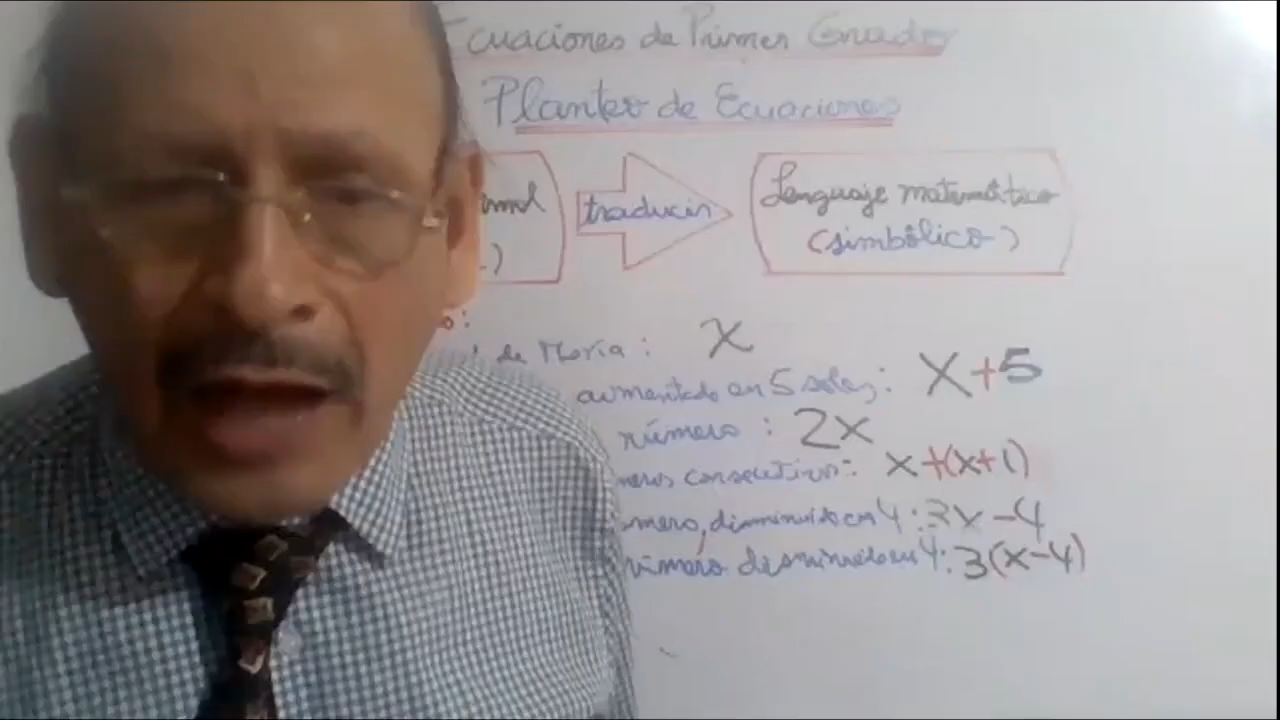 Ecuaciones de Primer Grado
Planteo de Ecuaciones
traducir
Lenguaje matemático
(simbólico)
de María: x
aumentado en 5 soles: x+5
número: 2x
consecutivos: x+(x+1)
número, disminuido en 4: 3x-4
número disminuido en 4: 3(x-4)